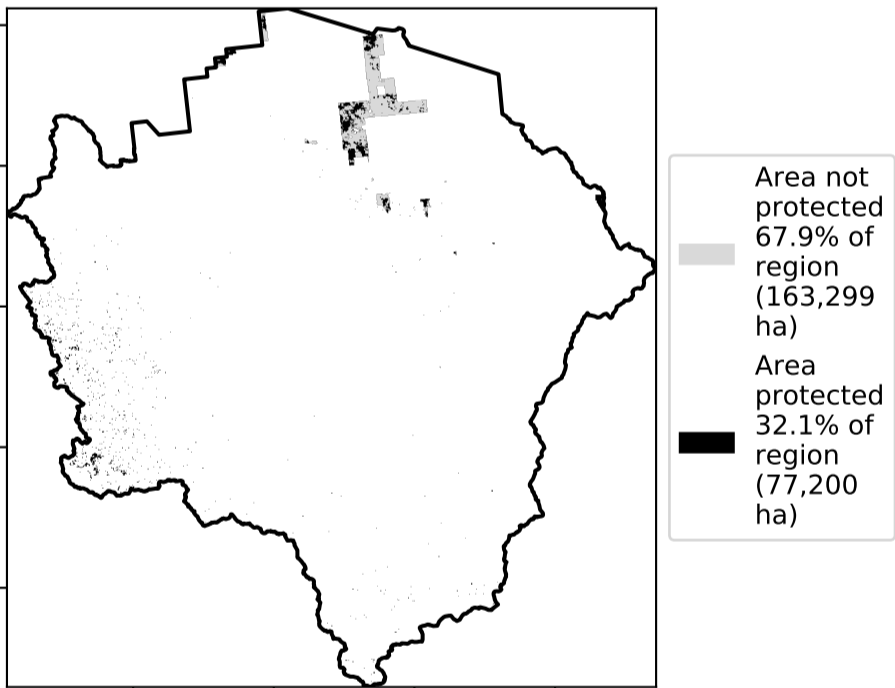 Area not
protected
67.9% of
region
(163,299
ha)
Area
protected
32.1% of
region
(77,200
ha)